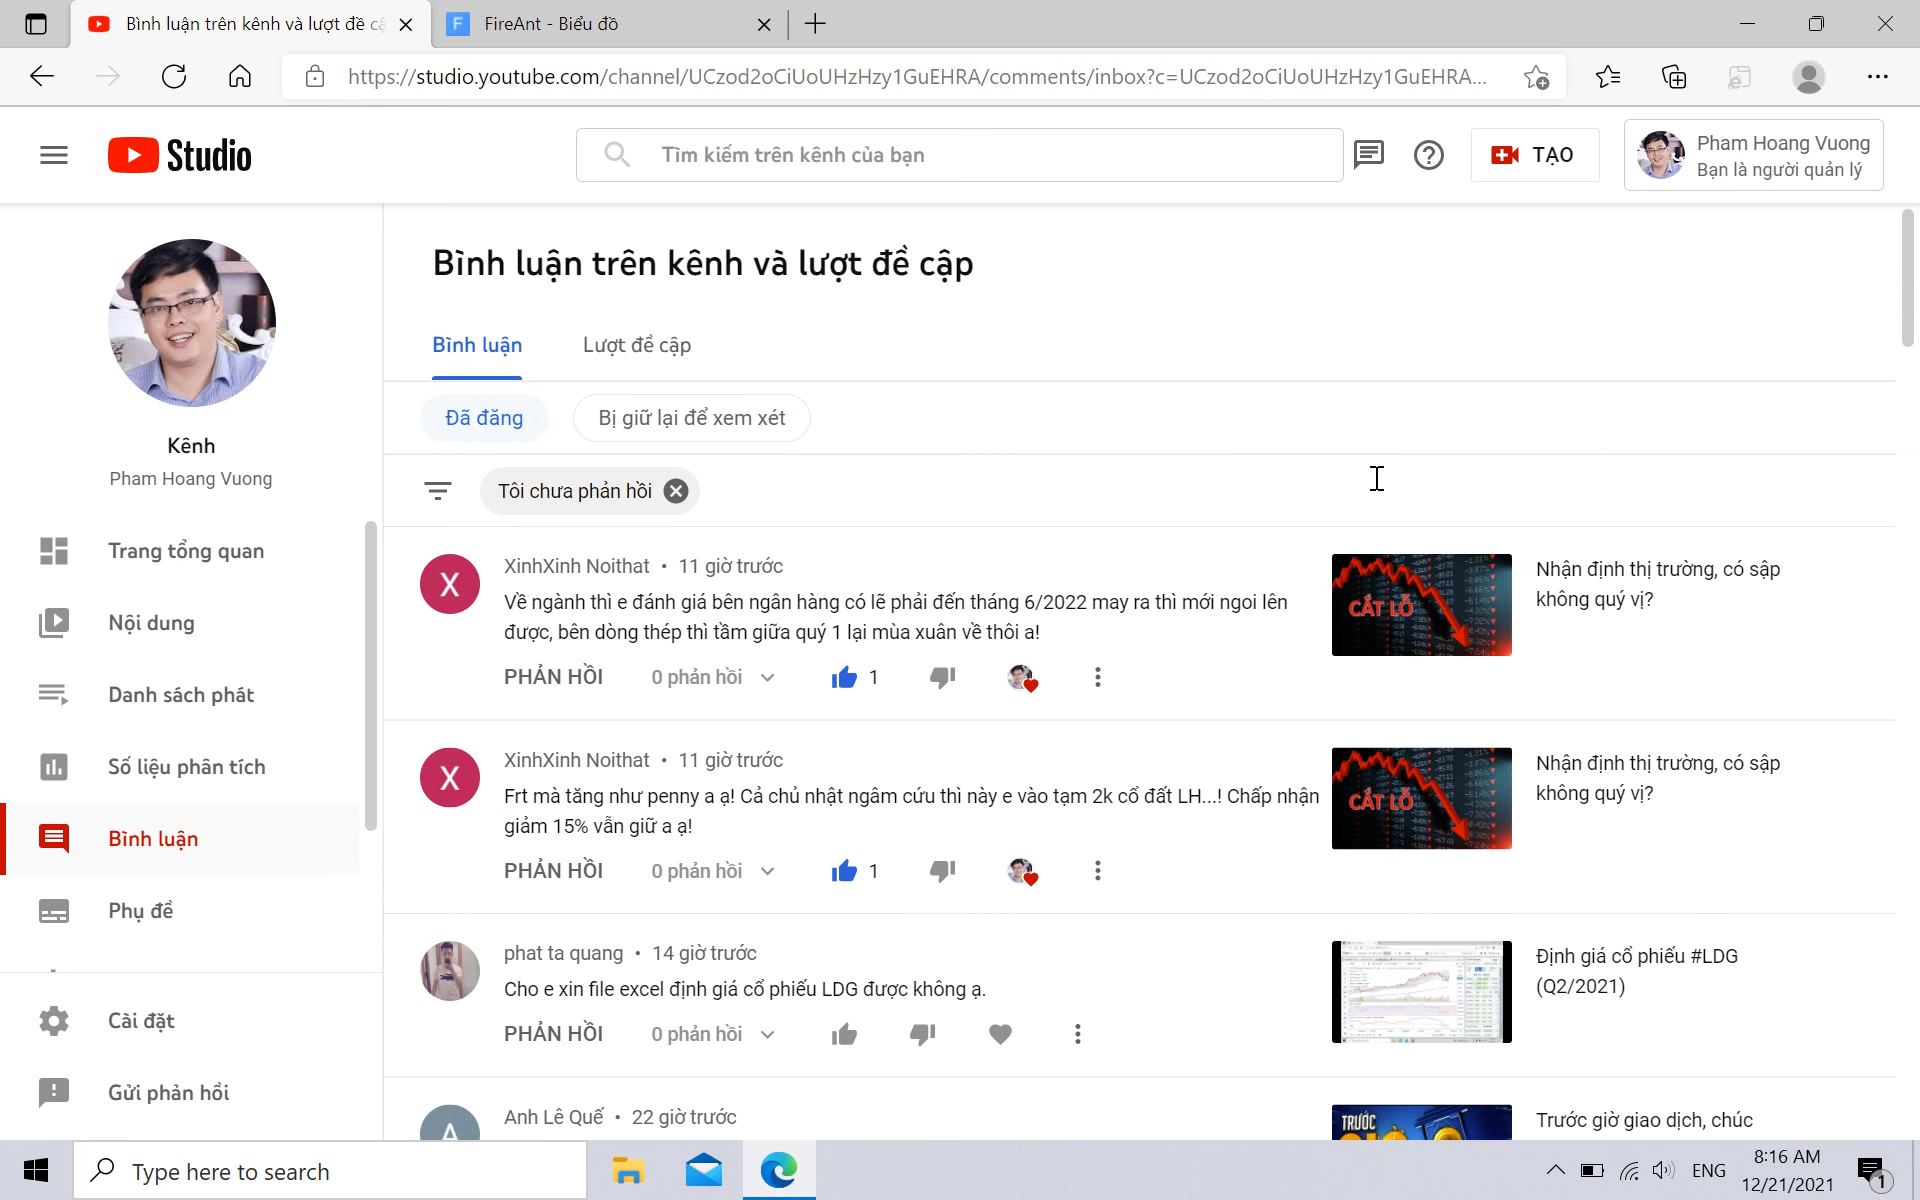 Bình luận trên kênh và lượt đề cậ
FireAnt - Biểu đồ
https://studio.youtube.com/channel/UCzod2oCiUoUHzHzy1GuEHRA/comments/inbox?c=UCzod2oCiUoUHzHzy1GuEHRA...
Studio
Tìm kiếm trên kênh của bạn
TẠO
Pham Hoang Vuong
Bạn là người quản lý
Kênh
Pham Hoang Vuong
Trang tổng quan
Nội dung
Danh sách phát
Số liệu phân tích
Bình luận
Phụ đề
Cài đặt
Gửi phản hồi
Bình luận trên kênh và lượt đề cập
Bình luận
Lượt đề cập
Đã đăng
Bị giữ lại để xem xét
Tôi chưa phản hồi
X
XinhXinh Noithat • 11 giờ trước
Về ngành thì e đánh giá bên ngân hàng có lẽ phải đến tháng 6/2022 may ra thì mới ngoi lên
được, bên dòng thép thì tầm giữa quý 1 lại mùa xuân về thôi a!
PHẢN HỒI 0 phản hồi 1
CẮT LỖ
Nhận định thị trường, có sập
không quý vị?
X
XinhXinh Noithat • 11 giờ trước
Frt mà tăng như penny a ạ! Cả chủ nhật ngâm cứu thì này e vào tạm 2k cổ đất LH...! Chấp nhận
giảm 15% vẫn giữ a ạ!
PHẢN HỒI 0 phản hồi 1
CẮT LỖ
Nhận định thị trường, có sập
không quý vị?
phat ta quang • 14 giờ trước
Cho e xin file excel định giá cổ phiếu LDG được không ạ.
PHẢN HỒI 0 phản hồi
Định giá cổ phiếu #LDG
(Q2/2021)
A
Anh Lê Quế • 22 giờ trước
TRƯỚC
Trước giờ giao dịch, chúc
Type here to search
ENG
8:16 AM
12/21/2021
1